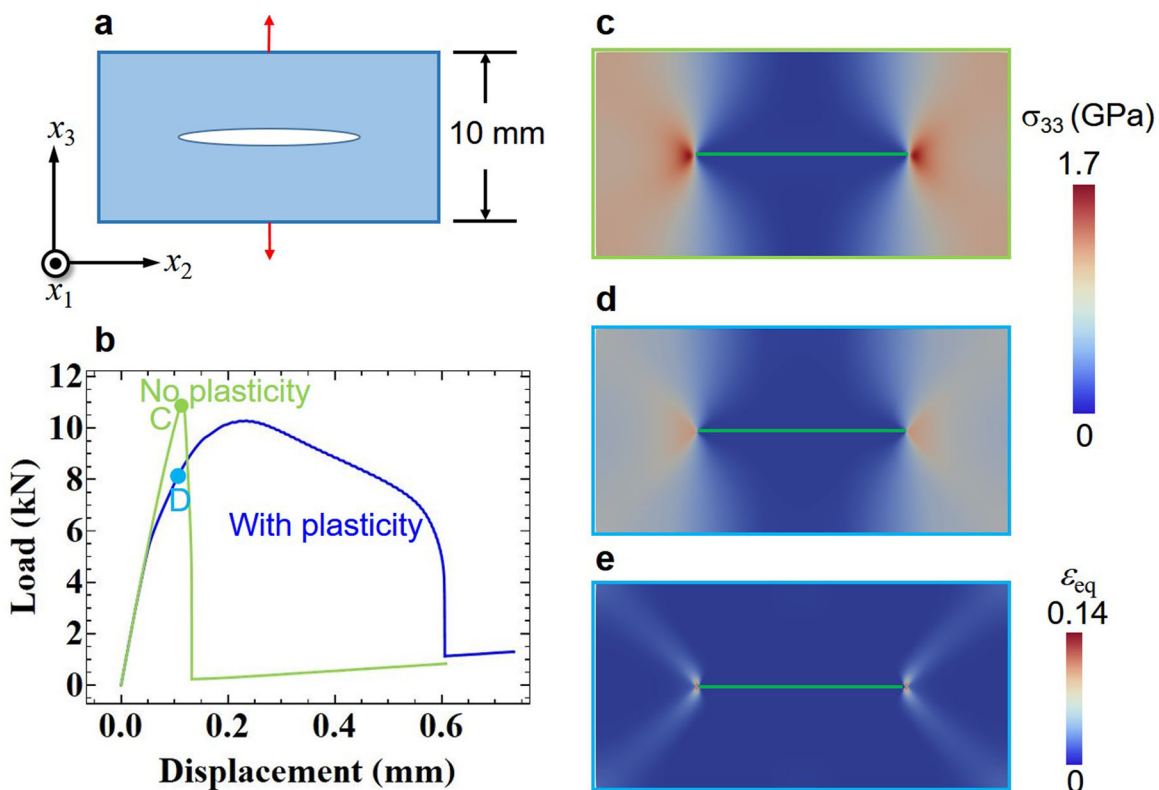 a
10 mm
x3
x2
x1
b
12
10
8
6
4
2
0
Load (kN)
No plasticity
C
D
With plasticity
0.0
0.2
0.4
0.6
Displacement (mm)
c
σ33 (GPa)
1.7
0
d
e
εeq
0.14
0